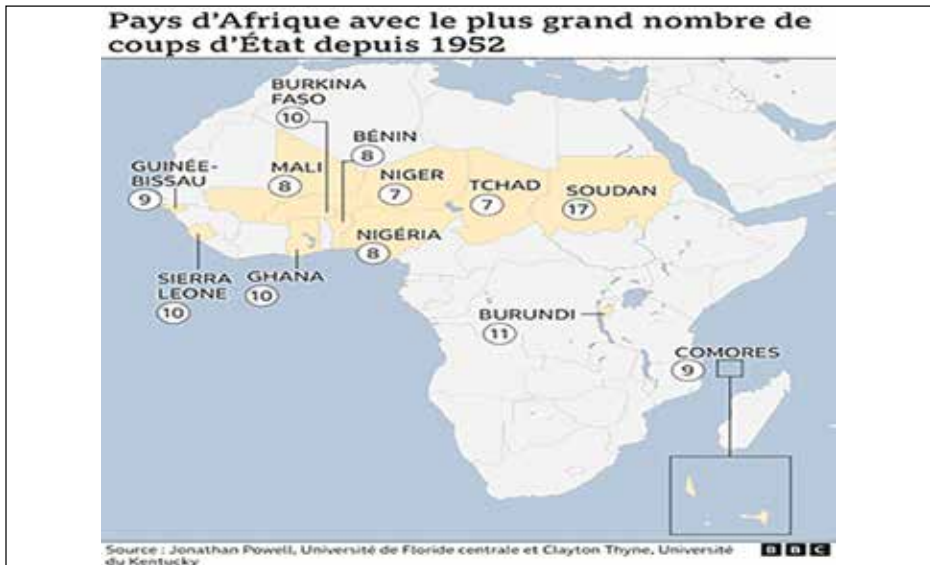 Pays d'Afrique avec le plus grand nombre de
coups d'État depuis 1952
BURKINA
FASO
10
BÉNIN
8
GUINÉE-
BISSAU
9
MALI
8
NIGER
7
TCHAD
7
SOUDAN
17
NIGÉRIA
8
SIERRA
LEONE
10
GHANA
10
BURUNDI
11
COMORES
9
Source : Jonathan Powell, Université de Floride centrale et Clayton Thyne, Université
du Kentucky
BBC